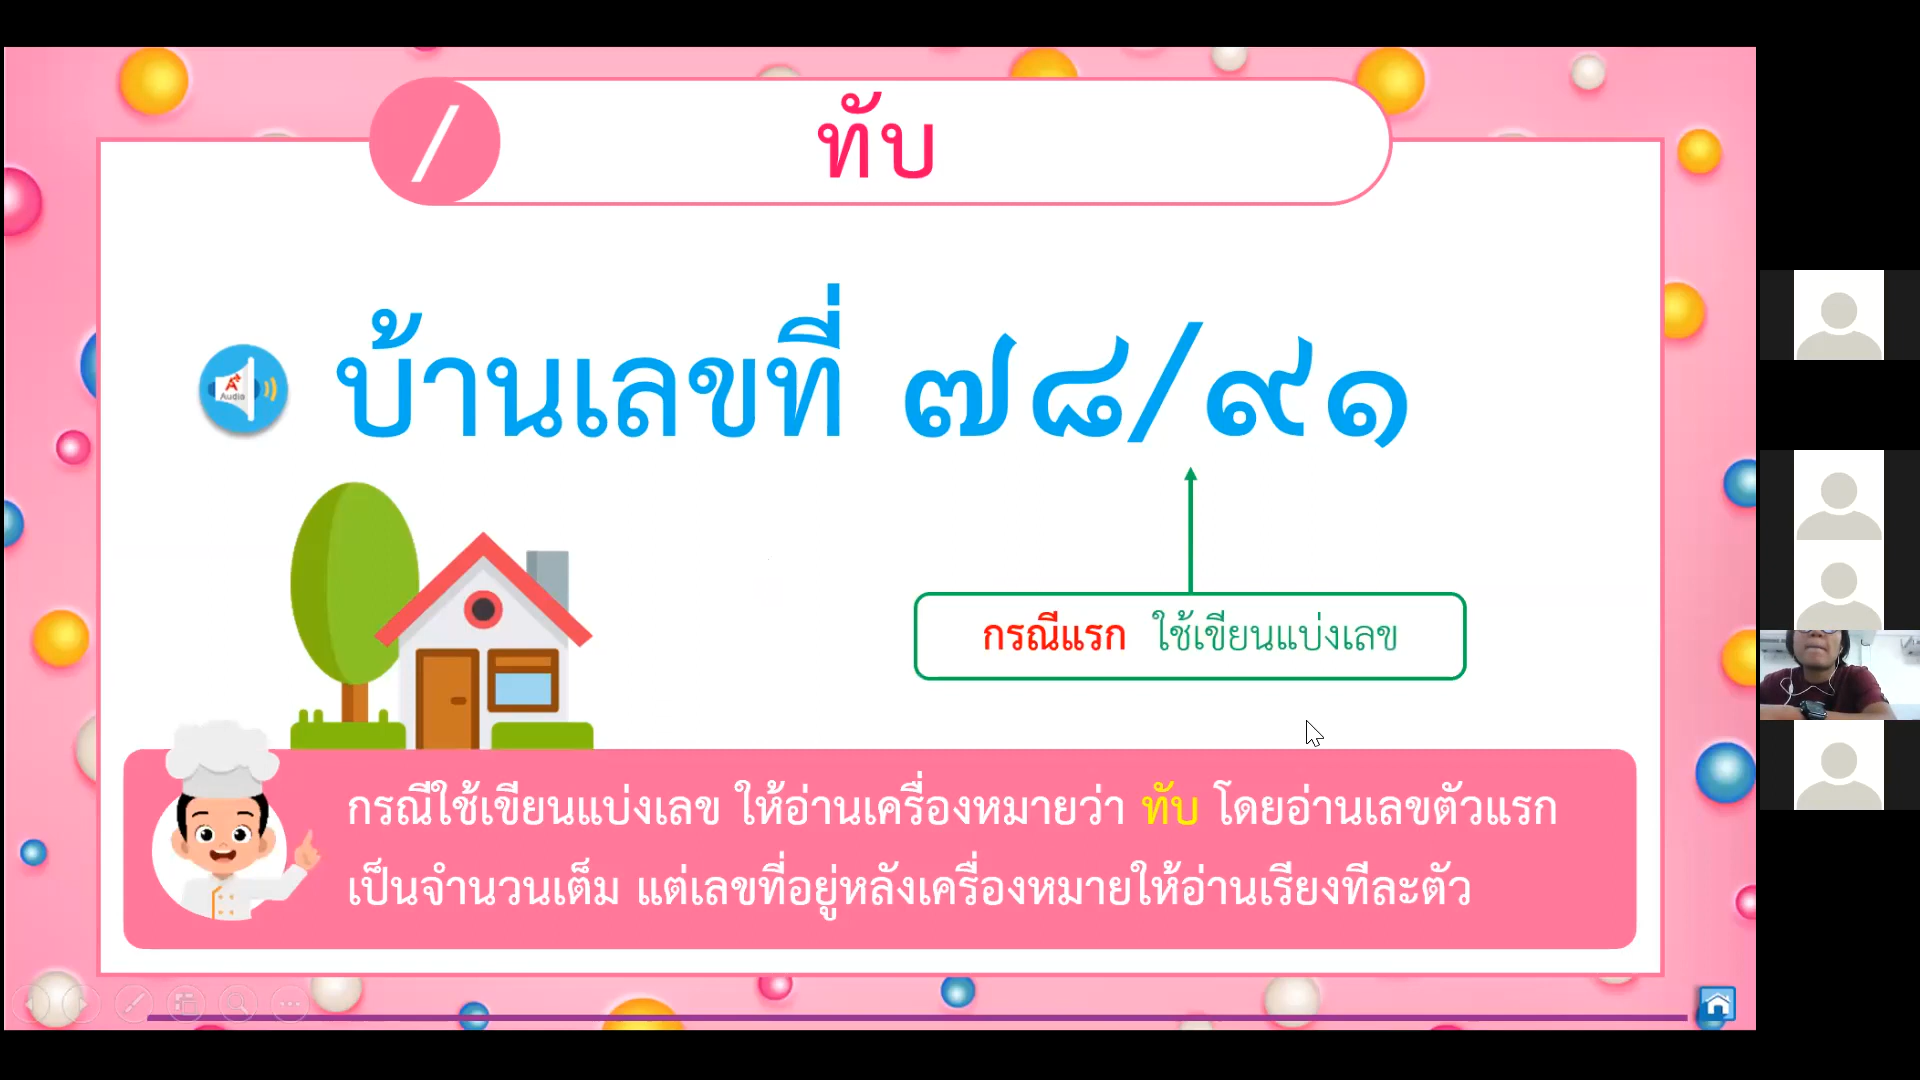 / ทับ
บ้านเลขที่ ๗๘/๙๑
A Audio
กรณีแรก ใช้เขียนแบ่งเลข
กรณีใช้เขียนแบ่งเลข ให้อ่านเครื่องหมายว่า ทับ โดยอ่านเลขตัวแรก
เป็นจำนวนเต็ม แต่เลขที่อยู่หลังเครื่องหมายให้อ่านเรียงทีละตัว